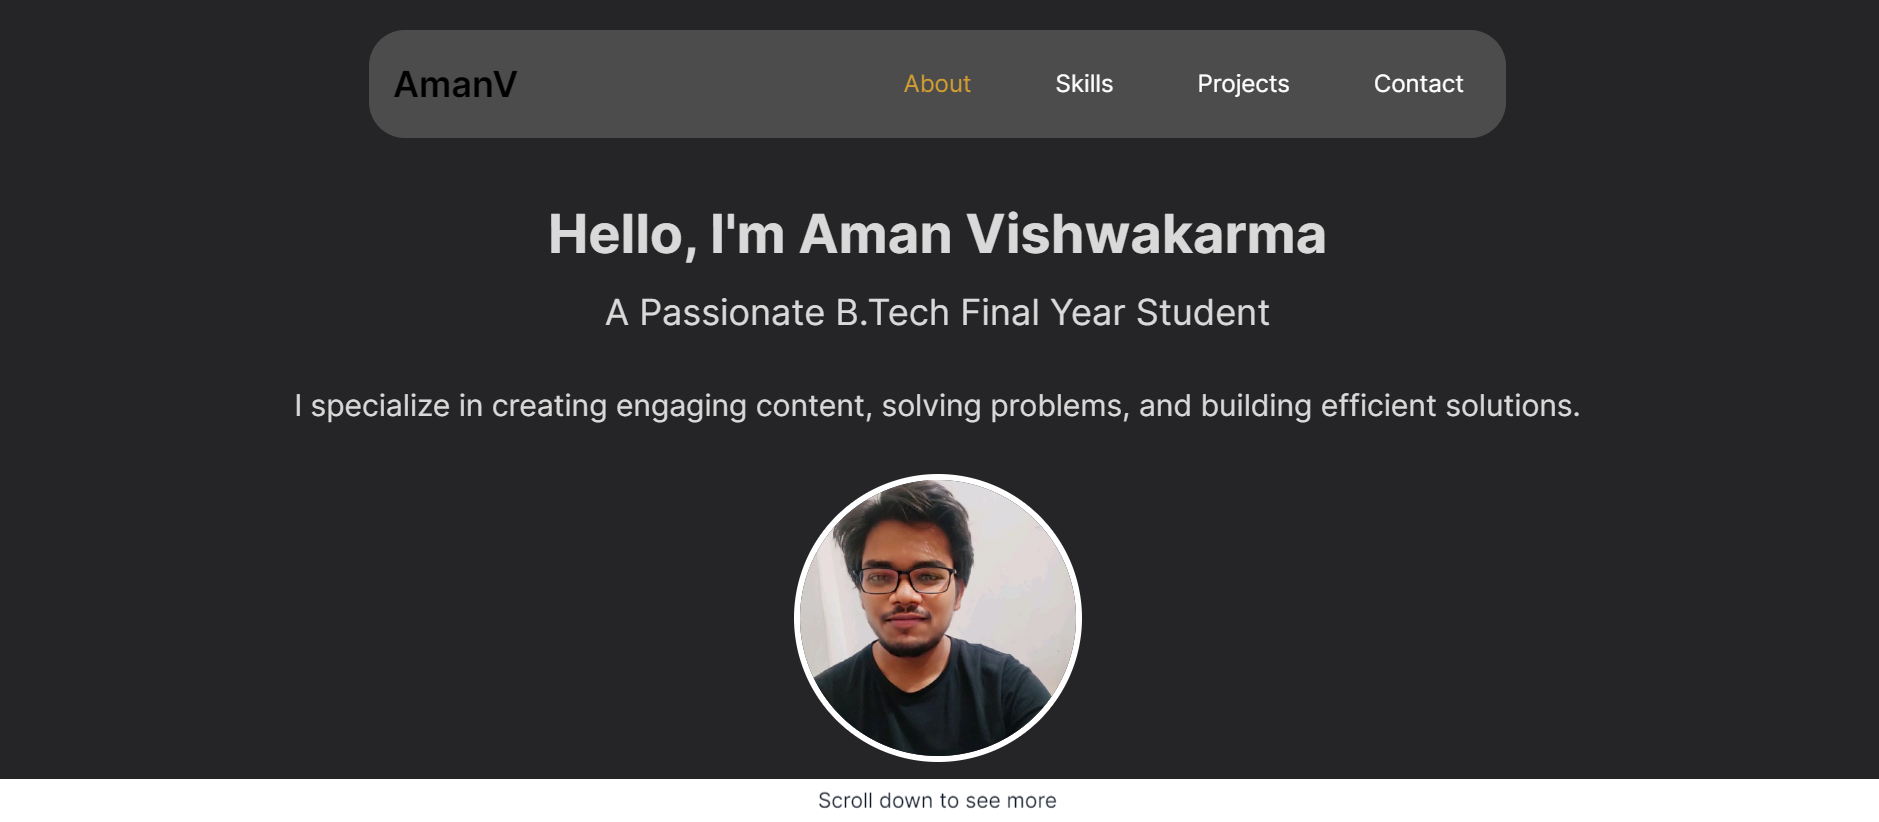 AmanV About Skills Projects Contact
Hello, I'm Aman Vishwakarma
A Passionate B.Tech Final Year Student
I specialize in creating engaging content, solving problems, and building efficient solutions.
Scroll down to see more